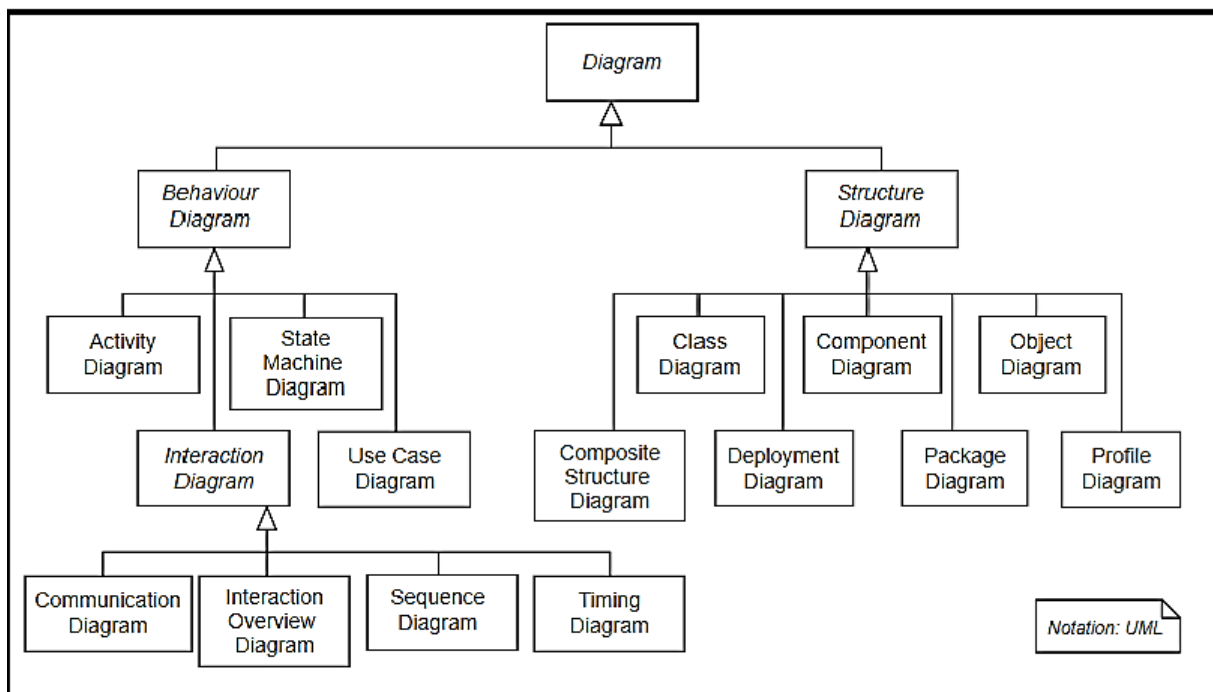 Diagram
Behaviour
Diagram
Structure
Diagram
Activity
Diagram
State
Machine
Diagram
Class
Diagram
Component
Diagram
Object
Diagram
Interaction
Diagram
Use Case
Diagram
Composite
Structure
Diagram
Deployment
Diagram
Package
Diagram
Profile
Diagram
Communication
Diagram
Interaction
Overview
Diagram
Sequence
Diagram
Timing
Diagram
Notation: UML